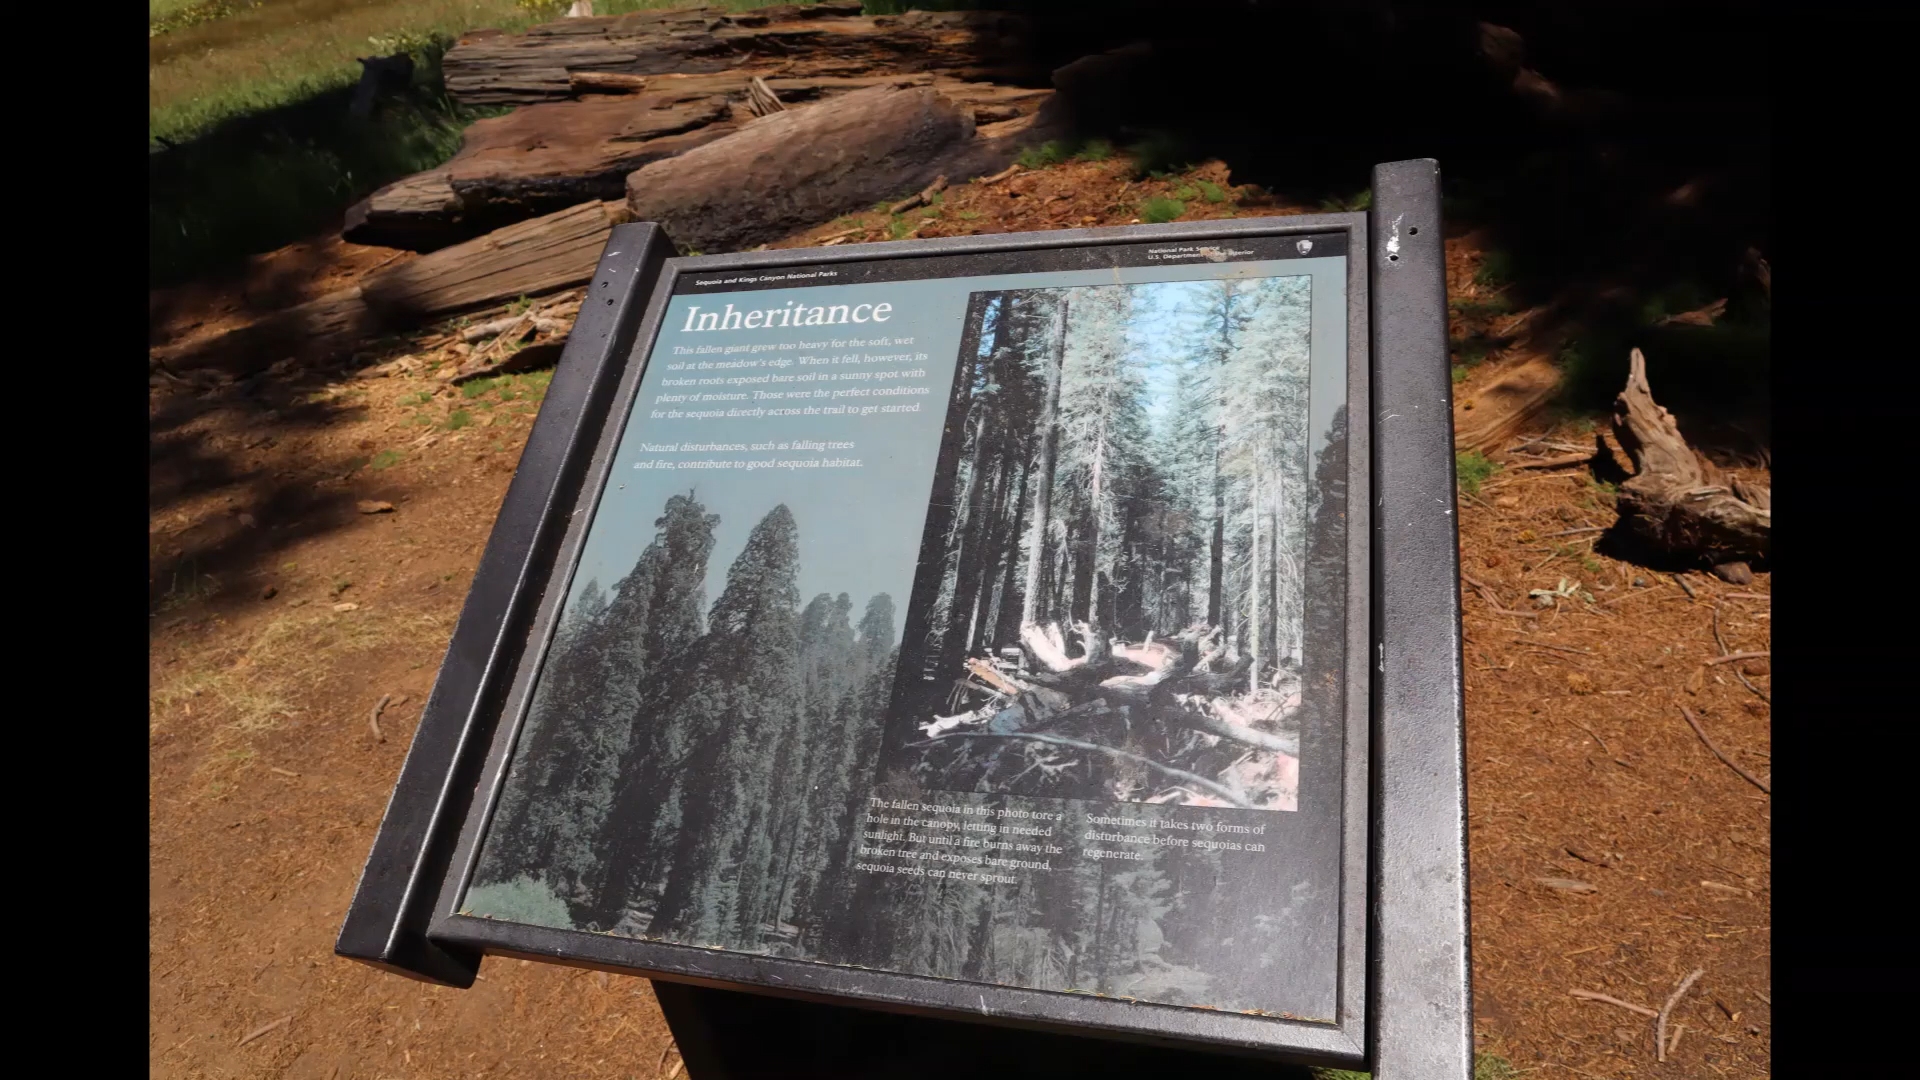 Sequoia and Kings Canyon National Parks
National Park Service
U.S. Department of the Interior
Inheritance
This fallen giant grew too heavy for the soft, wet
soil at the meadow's edge. When it fell, however, its
broken roots exposed bare soil in a sunny spot with
plenty of moisture. Those were the perfect conditions
for the sequoia directly across the trail to get started.
Natural disturbances, such as falling trees
and fire, contribute to good sequoia habitat.
The fallen sequoia in this photo tore a
hole in the canopy, letting in needed
sunlight. But until a fire burns away the
broken tree and exposes bare ground,
sequoia seeds can never sprout.
Sometimes it takes two forms of
disturbance before sequoias can
regenerate.